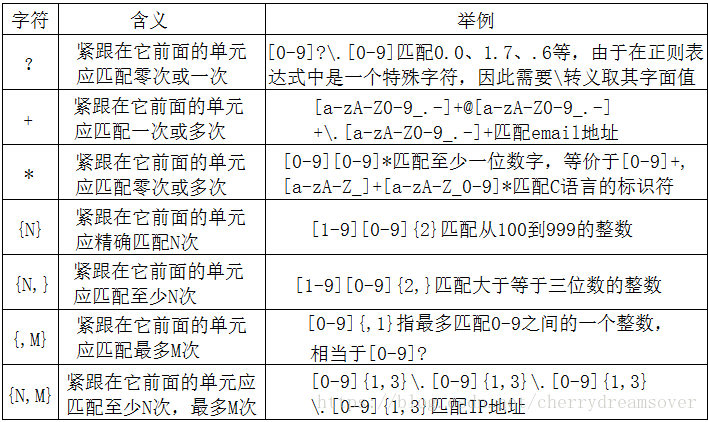 字符 含义 举例
? 紧跟在它前面的单元
应匹配零次或一次
[0-9]?\.[0-9]匹配0.0、1.7、.6等，由于在正则表
达式中是一个特殊字符，因此需要\转义取其字面值
+ 紧跟在它前面的单元
应匹配一次或多次
[a-zA-Z0-9_.-]+@[a-zA-Z0-9_.-]
+\.[a-zA-Z0-9_.-]+匹配email地址
* 紧跟在它前面的单元
应匹配零次或多次
[0-9][0-9]*匹配至少一位数字，等价于[0-9]+,
[a-zA-Z_]+[a-zA-Z_0-9]*匹配C语言的标识符
{N} 紧跟在它前面的单元
应精确匹配N次
[1-9][0-9]{2}匹配从100到999的整数
{N,} 紧跟在它前面的单元
应匹配至少N次
[1-9][0-9]{2,}匹配大于等于三位数的整数
{,M} 紧跟在它前面的单元
应匹配最多M次
[0-9]{,1}指最多匹配0-9之间的一个整数，
相当于[0-9]?
{N,M} 紧跟在它前面的单元应
匹配至少N次，最多M次
[0-9]{1,3}\.[0-9]{1,3}\.[0-9]{1,3}
\.[0-9]{1,3}匹配IP地址
https://blog.csdn.net/cherrydreamsover